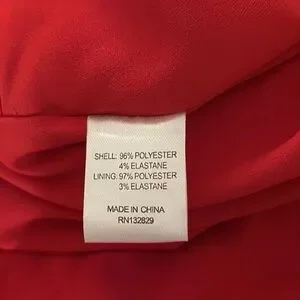 SHELL: 96% POLYESTER
4% ELASTANE
LINING: 97% POLYESTER
3% ELASTANE
MADE IN CHINA
RN132829